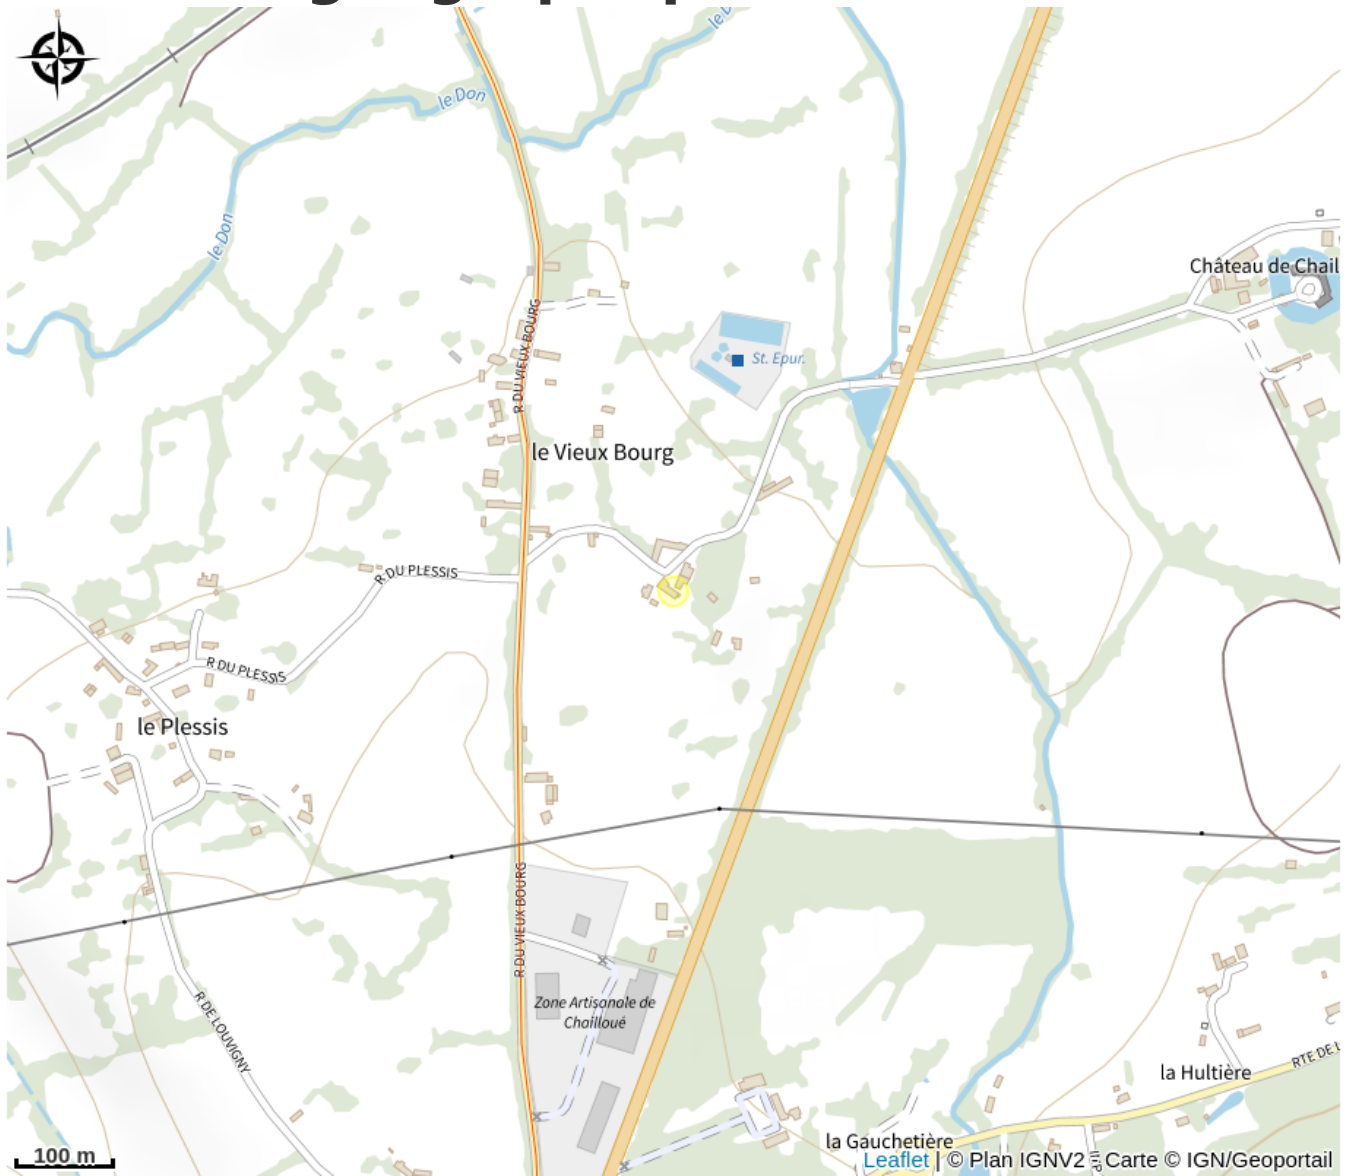 le Don
le D
le Don
Château de Chail
R DU VIEUX BOURG
St. Epur.
le Vieux Bourg
R DU PLESSIS
R DU PLESSIS
le Plessis
R DU VIEUX BOURG
Zone Artisanale de
Chailloué
R DE LOUVIGNY
RTE DE L
la Hultière
la Gauchetière
100 m
Leaflet | © Plan IGNV2 - Carte © IGN/Geoportail